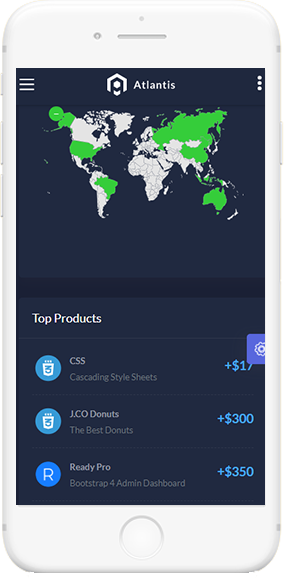 Atlantis
Top Products
CSS
+$17
Cascading Style Sheets
J.CO Donuts
+$300
The Best Donuts
R
Ready Pro
+$350
Bootstrap 4 Admin Dashboard